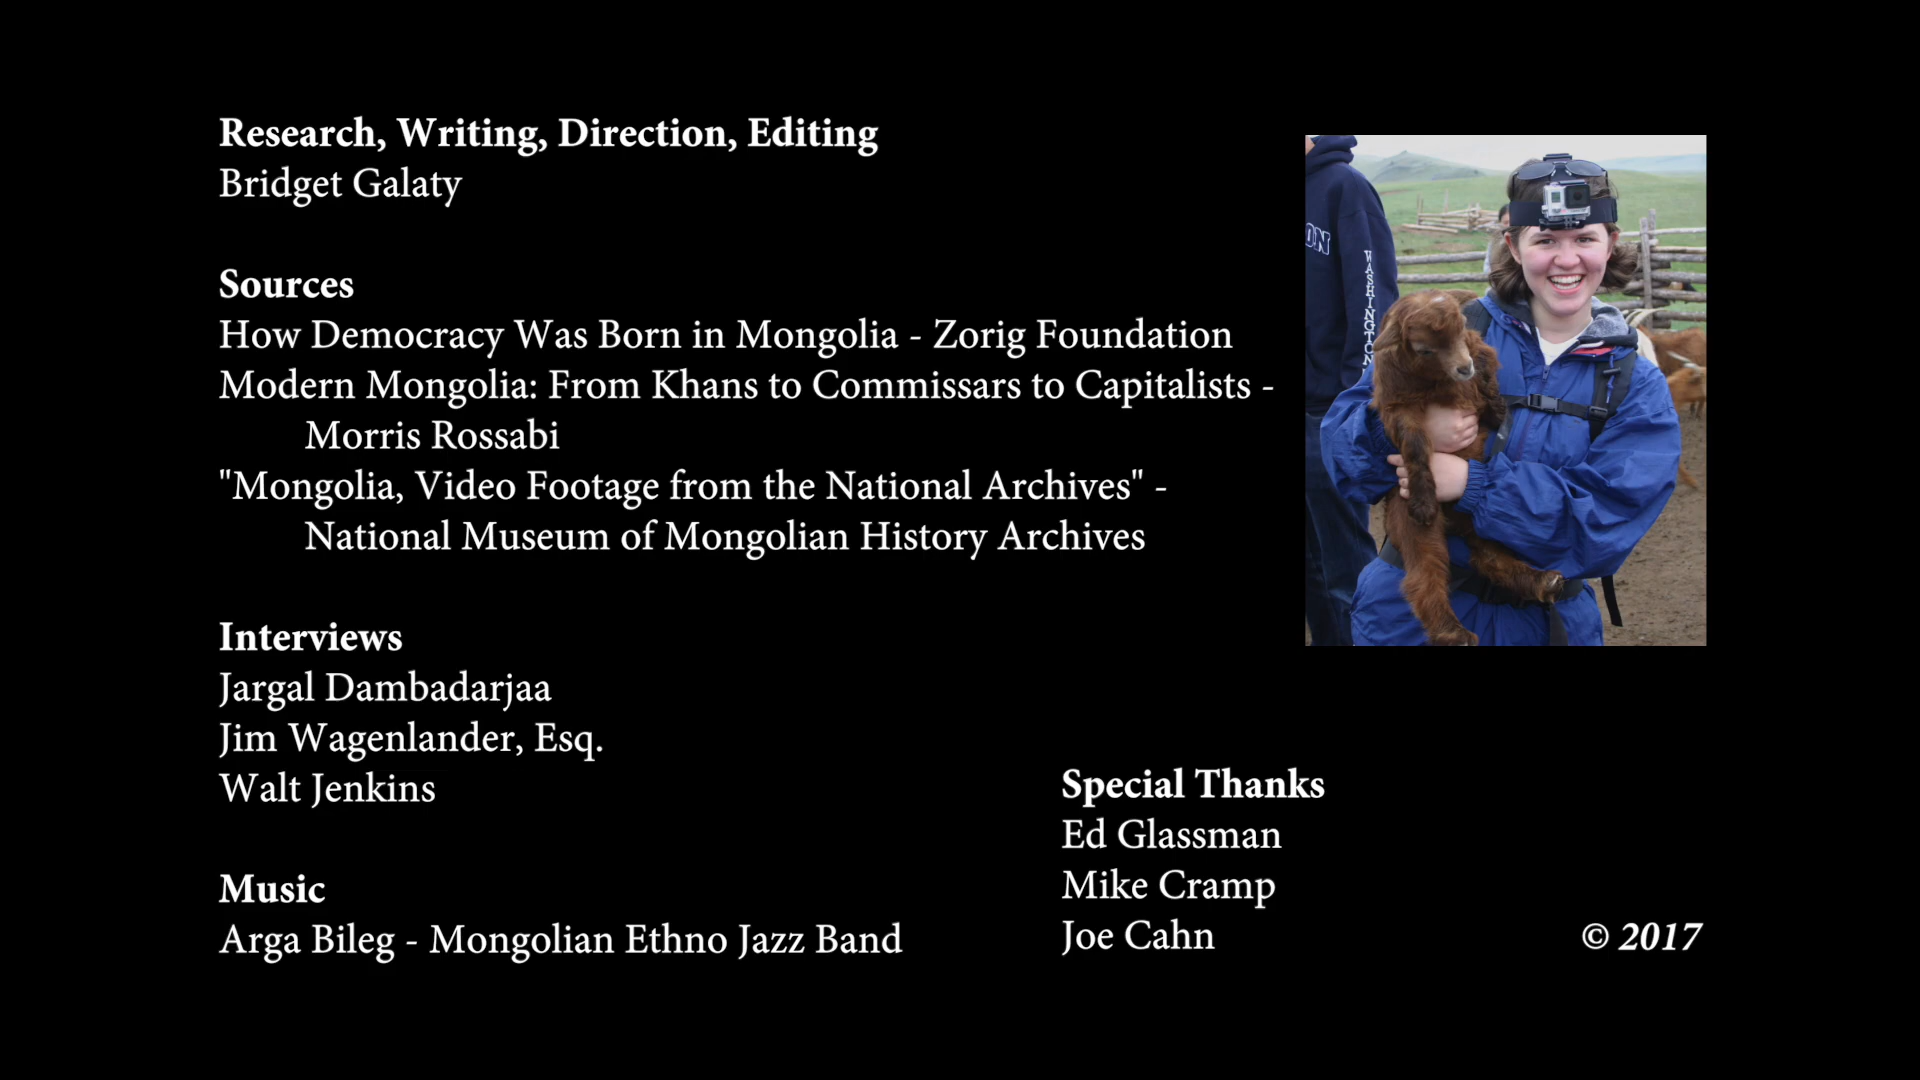 Research, Writing, Direction, Editing
Bridget Galaty
Sources
How Democracy Was Born in Mongolia - Zorig Foundation
Modern Mongolia: From Khans to Commissars to Capitalists -
Morris Rossabi
"Mongolia, Video Footage from the National Archives" -
National Museum of Mongolian History Archives
Interviews
Jargal Dambadarjaa
Jim Wagenlander, Esq.
Walt Jenkins
Music
Arga Bileg - Mongolian Ethno Jazz Band
Special Thanks
Ed Glassman
Mike Cramp
Joe Cahn
© 2017
ON
WASHINGTON